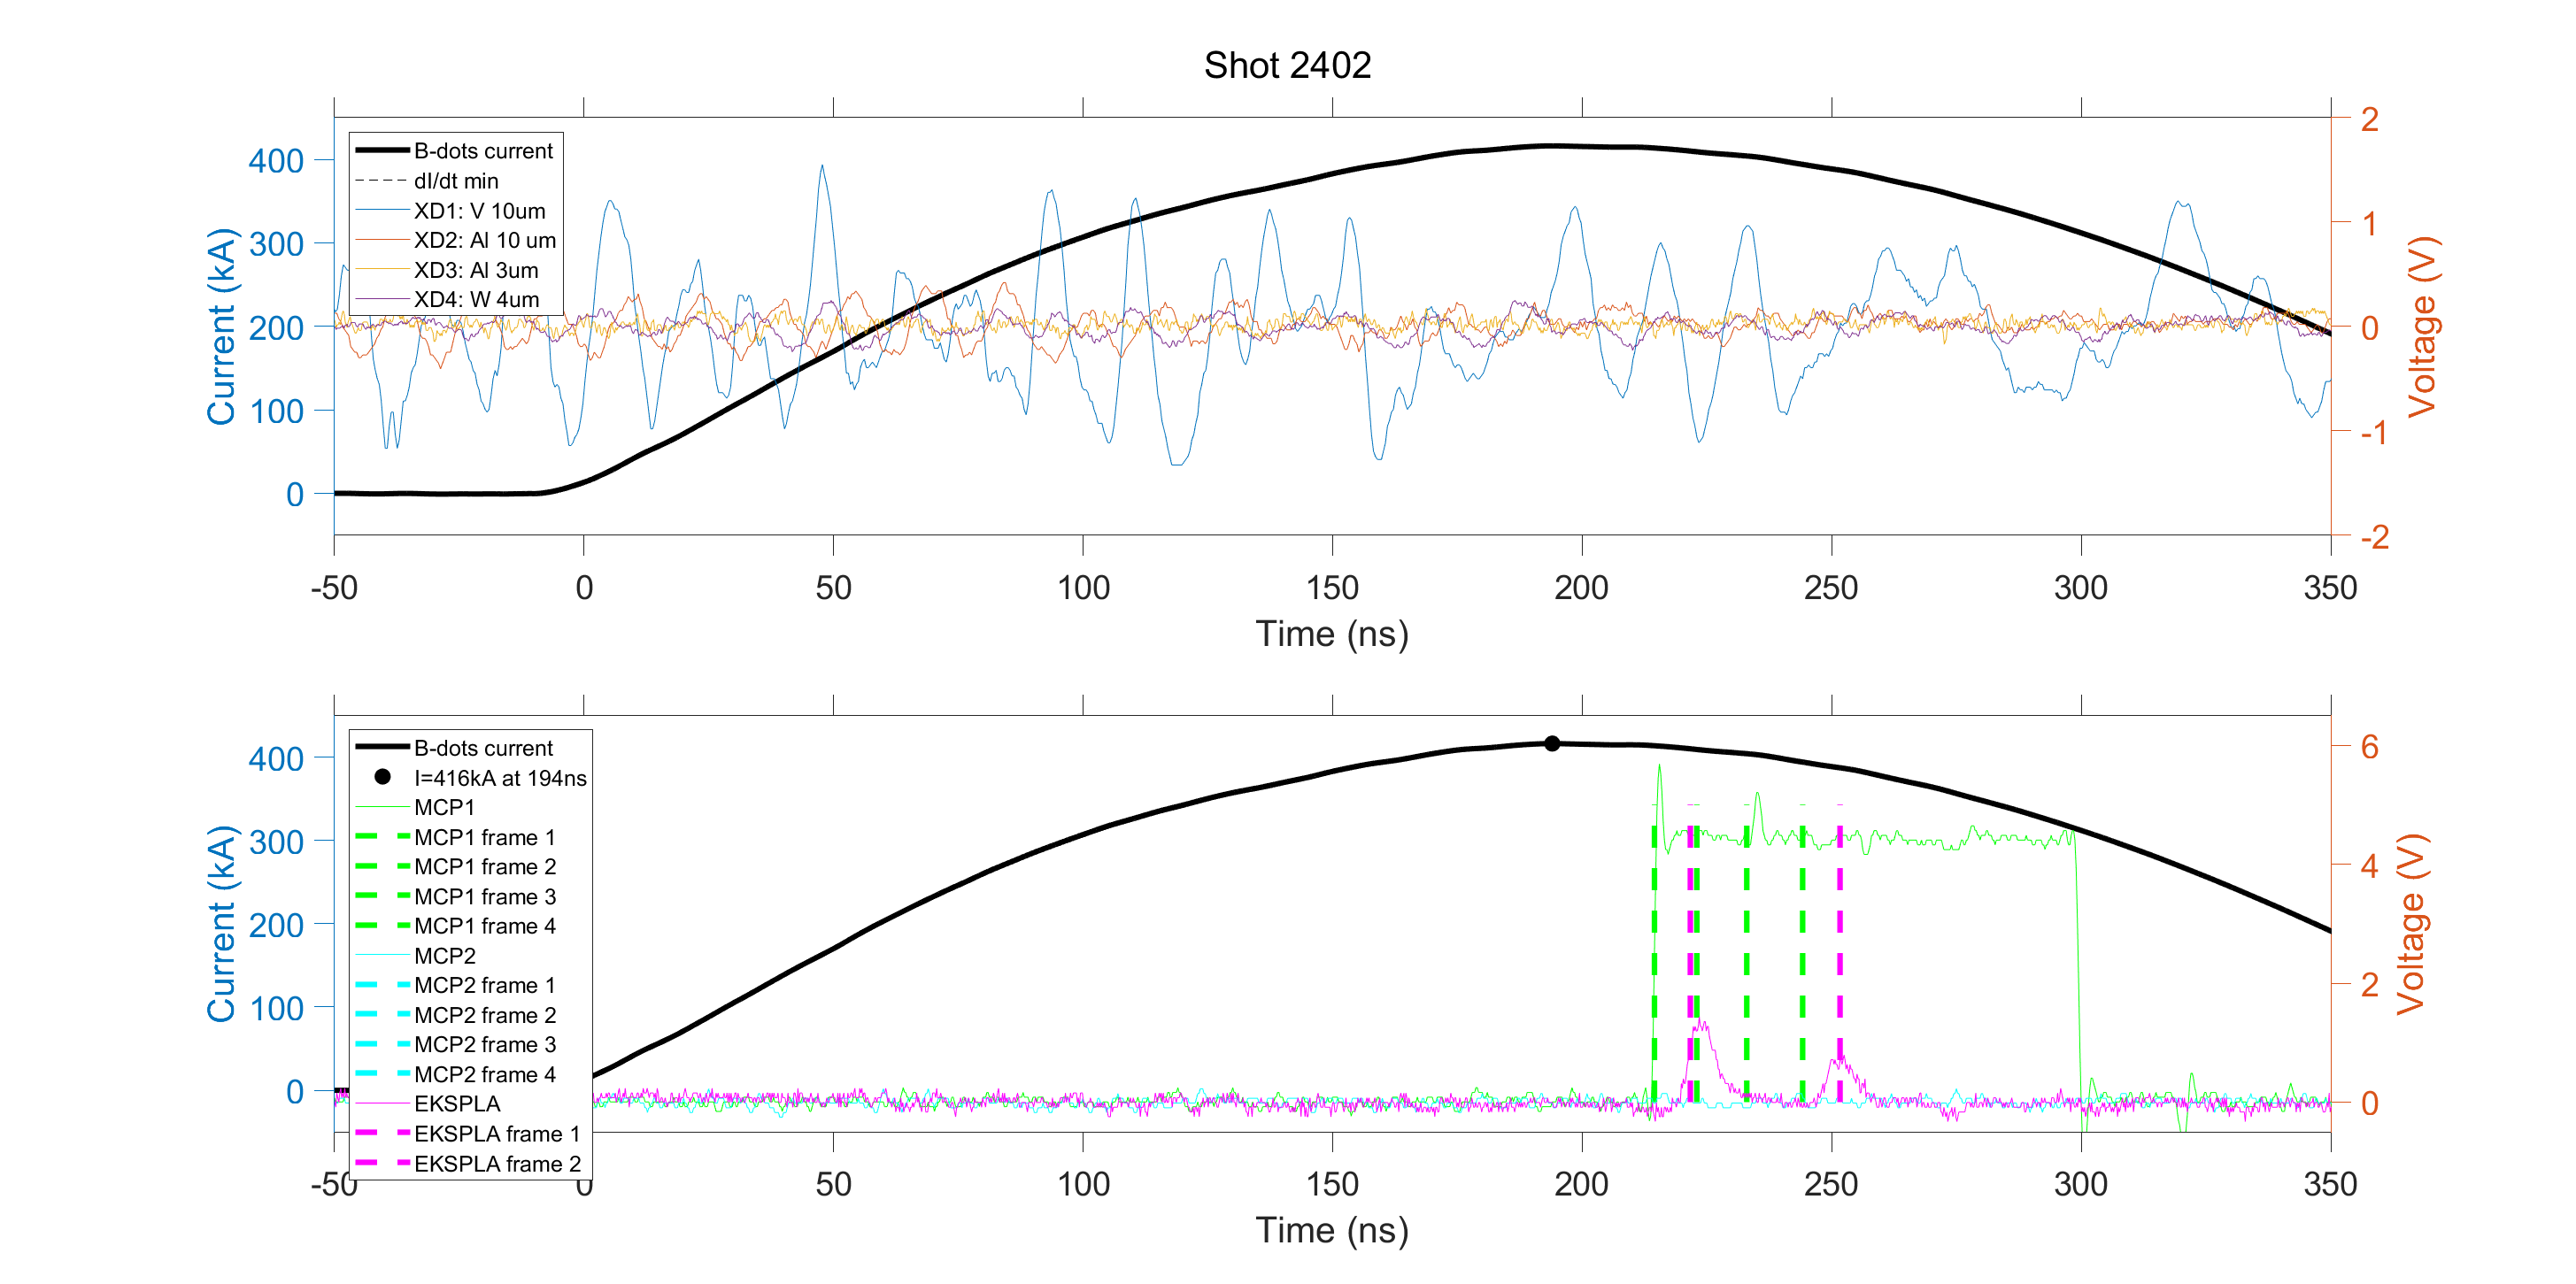 Shot 2402
B-dots current
dI/dt min
XD1: V 10um
XD2: Al 10 um
XD3: Al 3um
XD4: W 4um
Current (kA)
400
300
200
100
0
2
1
0
-1
-2
Voltage (V)
-50 0 50 100 150 200 250 300 350
Time (ns)
B-dots current
I=416kA at 194ns
MCP1
MCP1 frame 1
MCP1 frame 2
MCP1 frame 3
MCP1 frame 4
MCP2
MCP2 frame 1
MCP2 frame 2
MCP2 frame 3
MCP2 frame 4
EKSPLA
EKSPLA frame 1
EKSPLA frame 2
Current (kA)
400
300
200
100
0
6
4
2
0
Voltage (V)
-50 0 50 100 150 200 250 300 350
Time (ns)